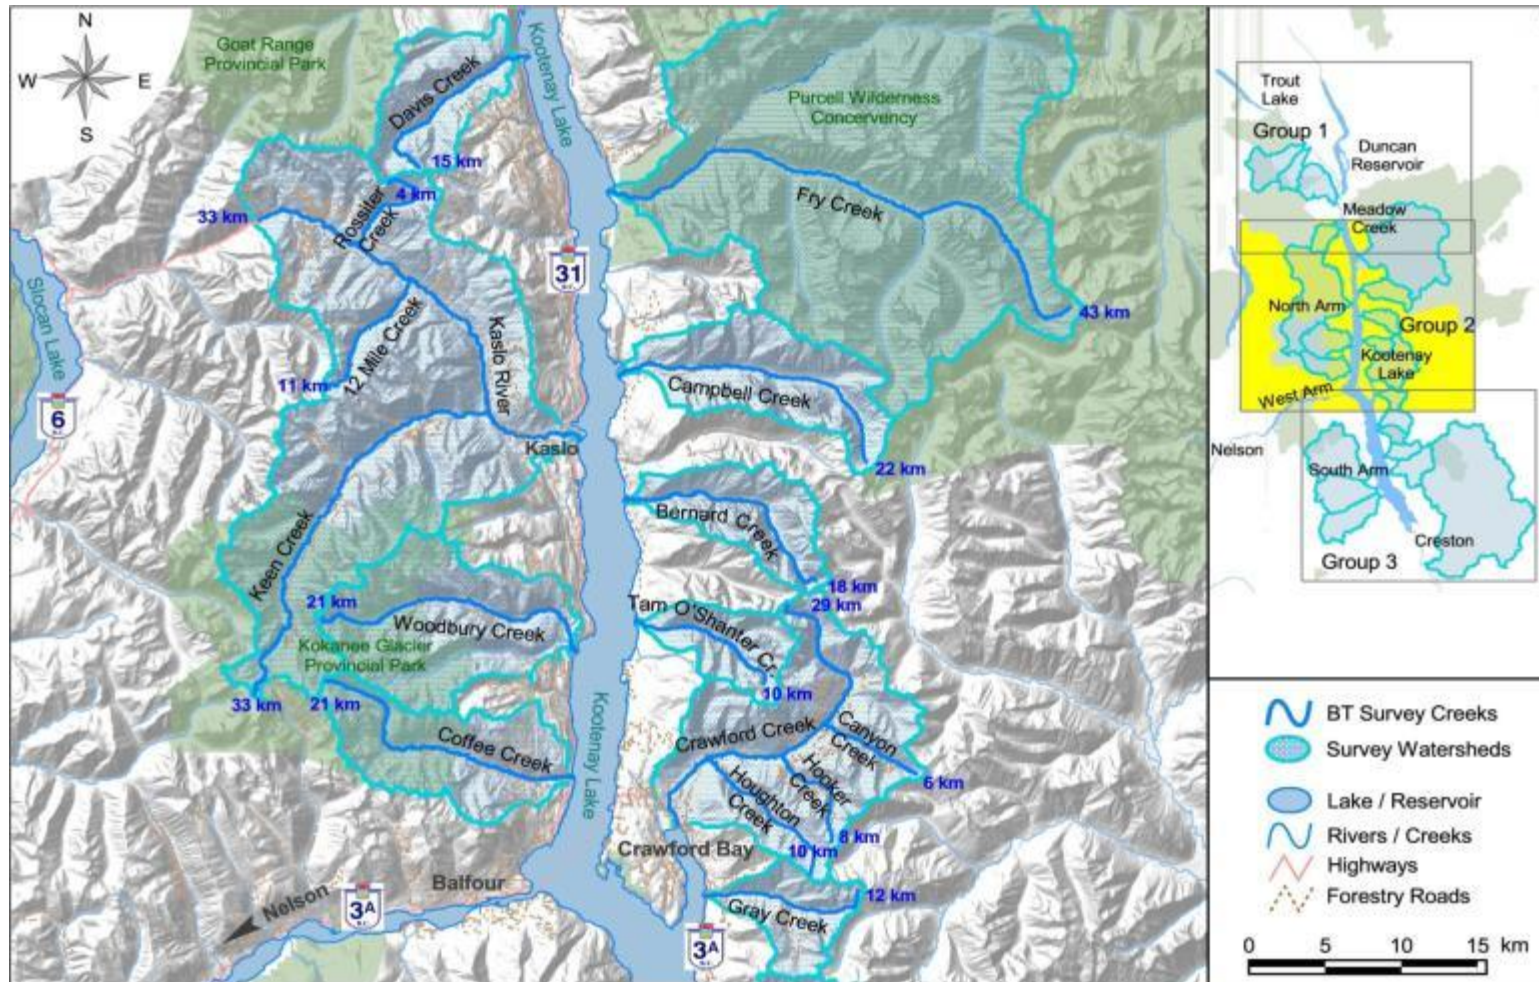 N
W
E
S
Goat Range
Provincial Park
Kootenay Lake
Davis Creek
15 km
Purcell Wilderness
Concervency
33 km
Rossiter
Creek
4 km
Fry Creek
43 km
31
Slocan Lake
6
12 Mile Creek
11 km
Kaslo River
Kaslo
Campbell Creek
22 km
Keen Creek
33 km
Bernard Creek
18 km
29 km
21 km
Woodbury Creek
Kokanee Glacier
Provincial Park
Tam O'Shanter Cr.
10 km
21 km
Coffee Creek
Kootenay Lake
Crawford Creek
Canyon
Creek
6 km
Hooker
Creek
8 km
Houghton
Creek
10 km
Crawford Bay
Balfour
Nelson
3A
12 km
Gray Creek
3A
Trout
Lake
Group 1
Duncan
Reservoir
Meadow
Creek
North Arm
Group 2
Kootenay
Lake
West Arm
Nelson
South Arm
Creston
Group 3
BT Survey Creeks
Survey Watersheds
Lake / Reservoir
Rivers / Creeks
Highways
Forestry Roads
0 5 10 15 km